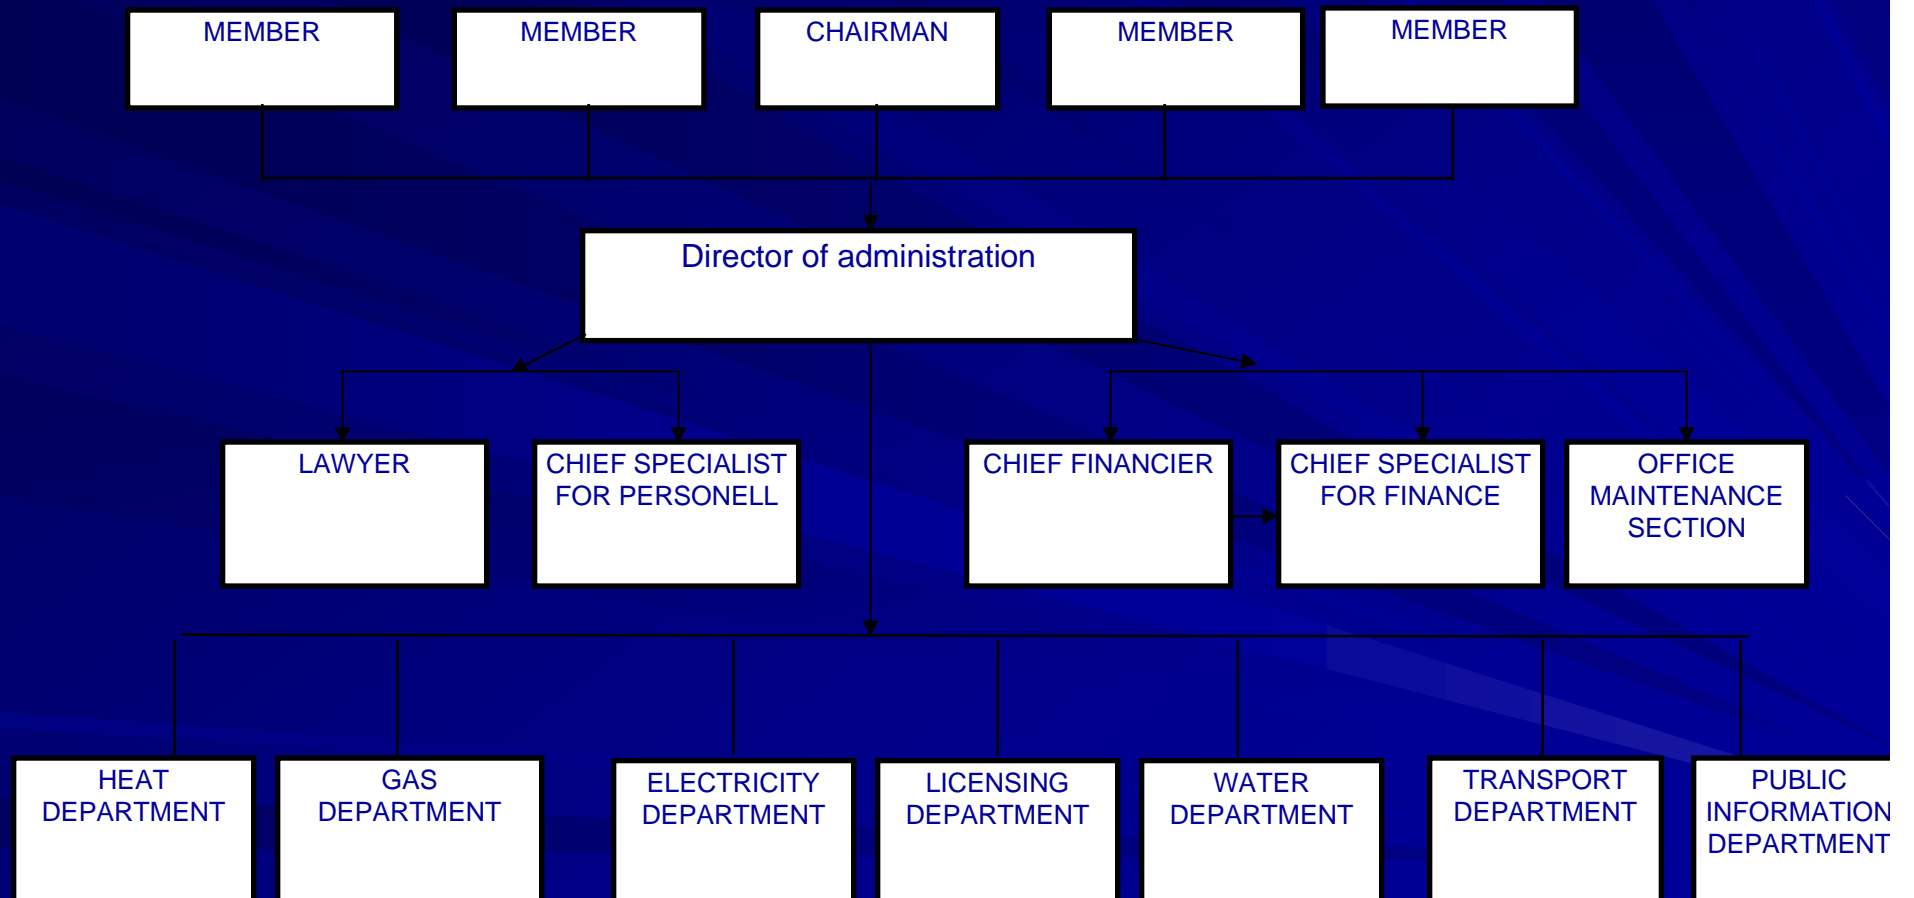 MEMBER
MEMBER
CHAIRMAN
MEMBER
MEMBER
Director of administration
LAWYER
CHIEF SPECIALIST
FOR PERSONELL
CHIEF FINANCIER
CHIEF SPECIALIST
FOR FINANCE
OFFICE
MAINTENANCE
SECTION
HEAT
DEPARTMENT
GAS
DEPARTMENT
ELECTRICITY
DEPARTMENT
LICENSING
DEPARTMENT
WATER
DEPARTMENT
TRANSPORT
DEPARTMENT
PUBLIC
INFORMATION
DEPARTMENT